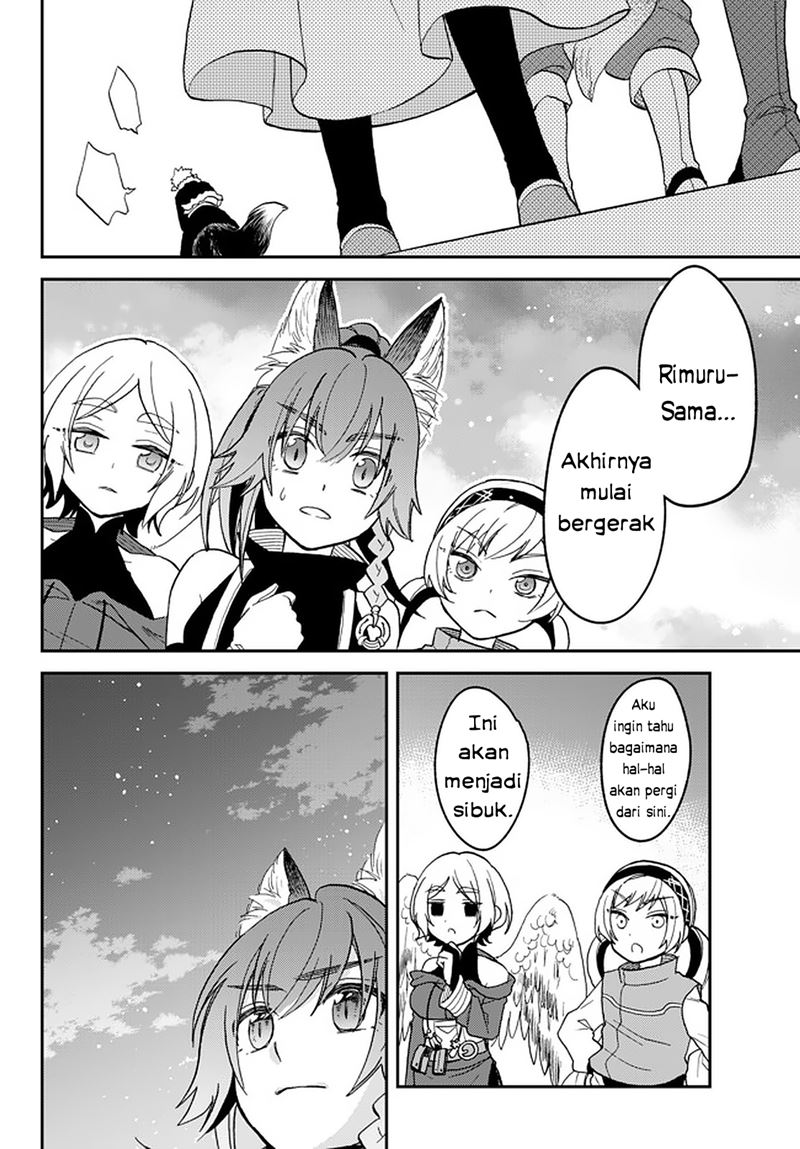 Rimuru-
Sama...
Akhirnya
mulai
bergerak
Aku
ingin tahu
bagaimana
hal-hal
akan pergi
dari sini.
Ini
akan
menjadi
sibuk.